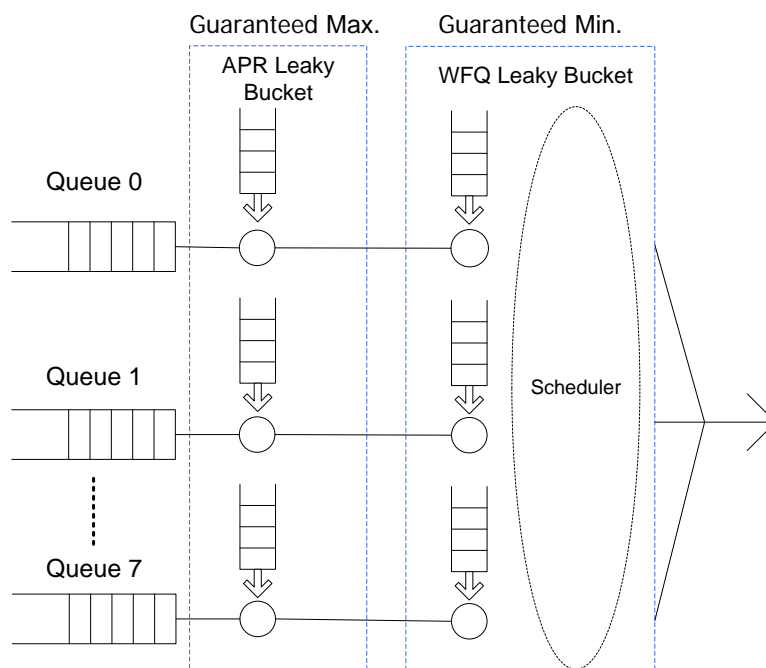 Guaranteed Max.
Guaranteed Min.
APR Leaky
Bucket
WFQ Leaky Bucket
Queue 0
Queue 1
Scheduler
Queue 7